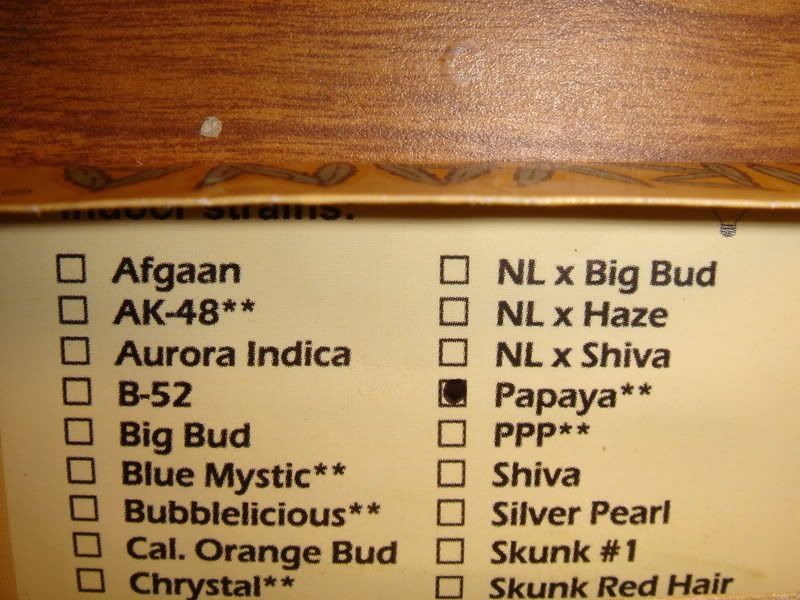 Indoor strains:
Afgaan
AK-48**
Aurora Indica
B-52
Big Bud
Blue Mystic**
Bubblelicious**
Cal. Orange Bud
Chrystal**
NL x Big Bud
NL x Haze
NL x Shiva
Papaya**
PPP**
Shiva
Silver Pearl
Skunk #1
Skunk Red Hair